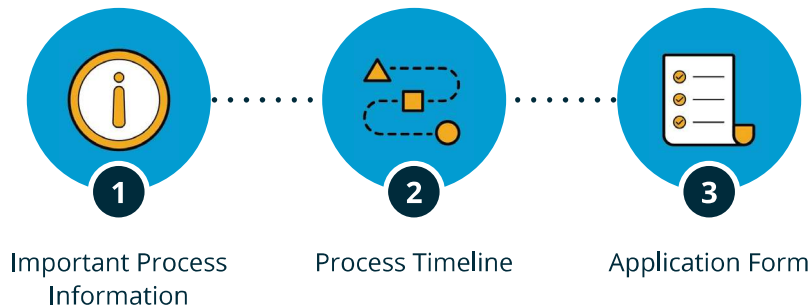 1
2
3
Important Process
Information
Process Timeline
Application Form